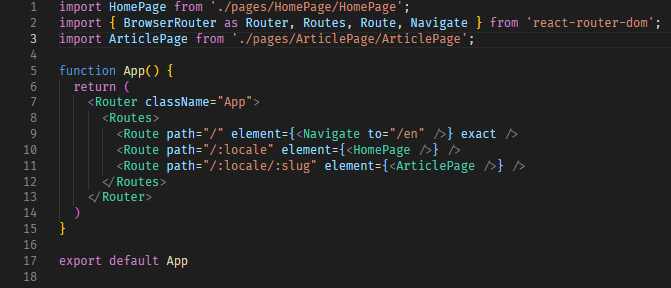 1 import HomePage from './pages/HomePage/HomePage';
2 import { BrowserRouter as Router, Routes, Route, Navigate } from 'react-router-dom';
3 import ArticlePage from './pages/ArticlePage/ArticlePage';
4
5 function App() {
6   return (
7     <Router className="App">
8       <Routes>
9         <Route path="/" element={<Navigate to="/en" />} exact />
10         <Route path="/:locale" element={<HomePage />} />
11         <Route path="/:locale/:slug" element={<ArticlePage />} />
12       </Routes>
13     </Router>
14   )
15 }
16
17 export default App
18